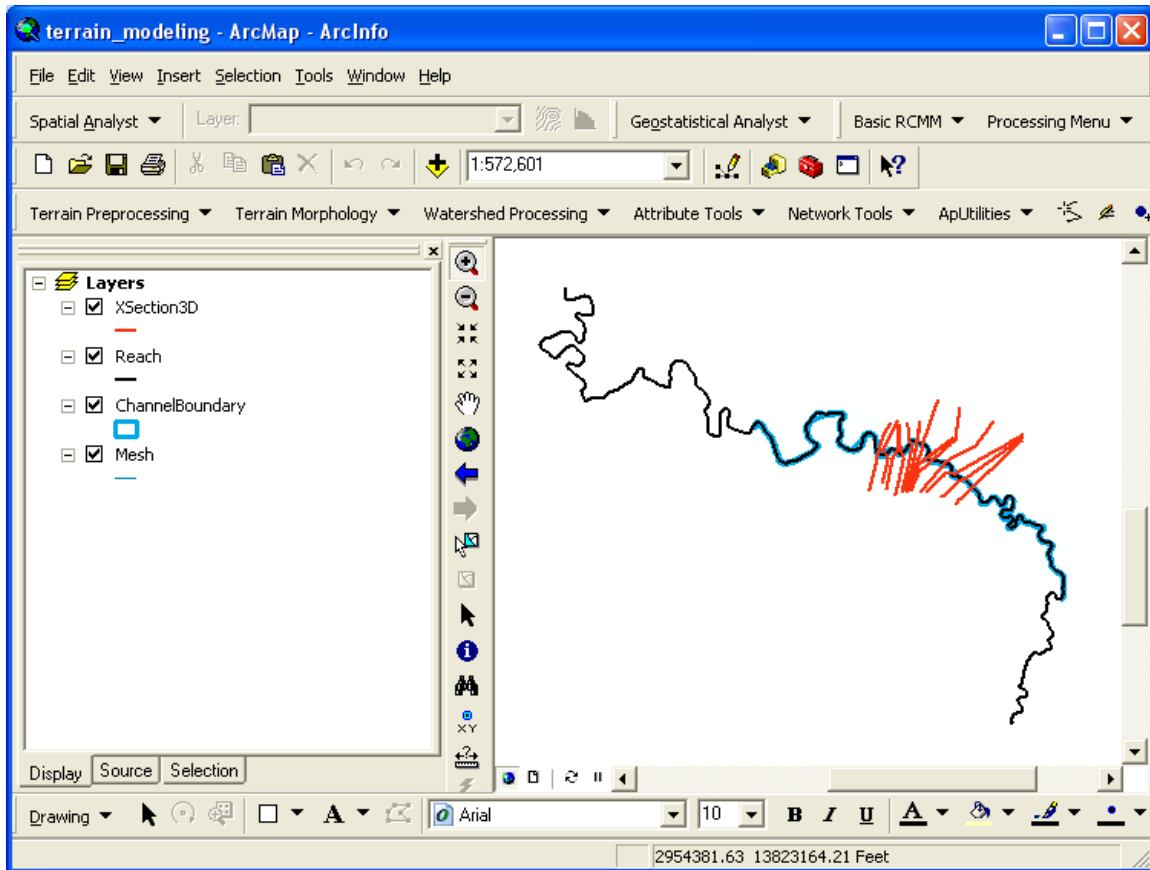 terrain_modeling - ArcMap - ArcInfo
File Edit View Insert Selection Tools Window Help
Spatial Analyst Layer: Geostatistical Analyst Basic RCMM Processing Menu
1:572,601
Terrain Preprocessing Terrain Morphology Watershed Processing Attribute Tools Network Tools ApUtilities
Layers
XSection3D
Reach
ChannelBoundary
Mesh
XY
Display Source Selection
Drawing A Arial 10 B I U A
2954381.63 13823164.21 Feet